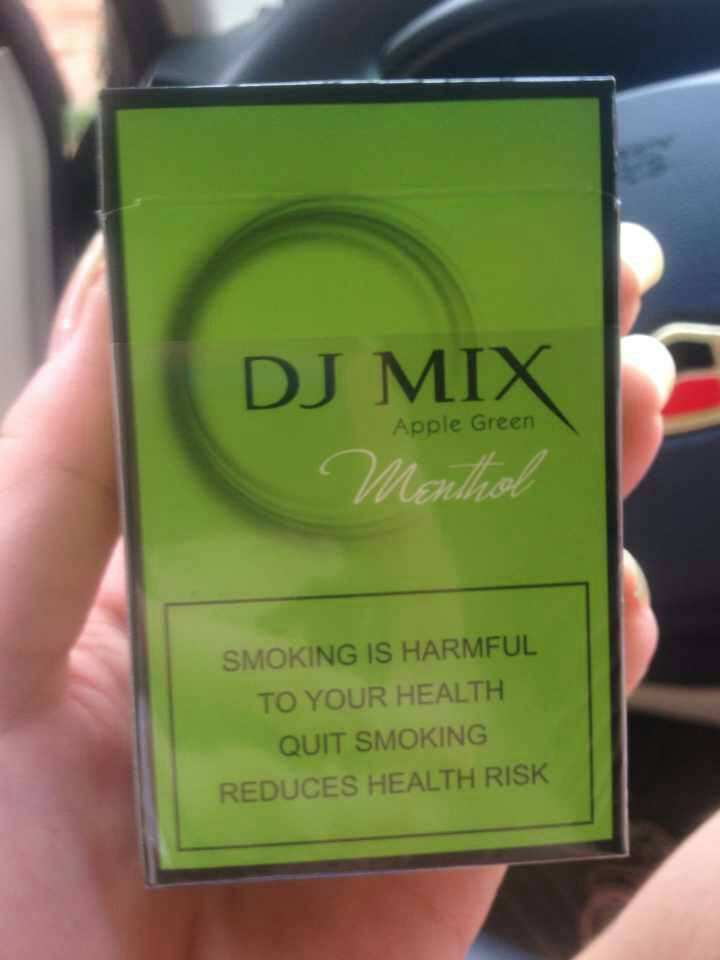 DJ MIX
Apple Green
Menthol
SMOKING IS HARMFUL
TO YOUR HEALTH
QUIT SMOKING
REDUCES HEALTH RISK